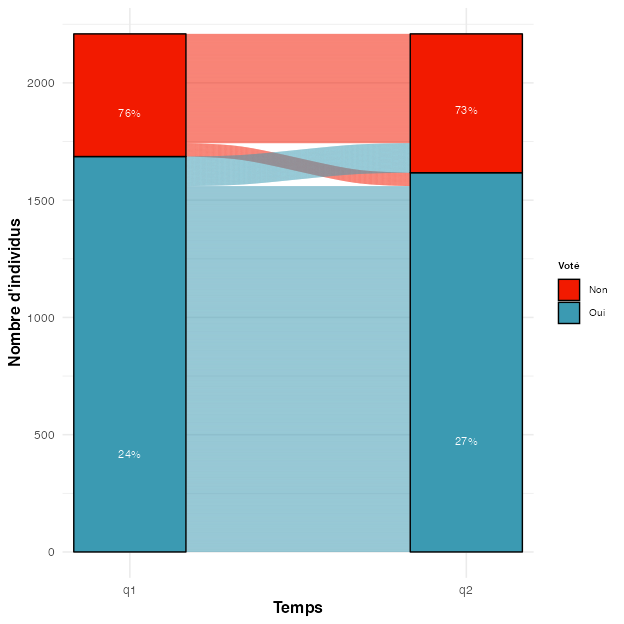 2000
1500
1000
500
0
Nombre d'individus
76%
24%
73%
27%
q1
q2
Temps
Voté
Non
Oui